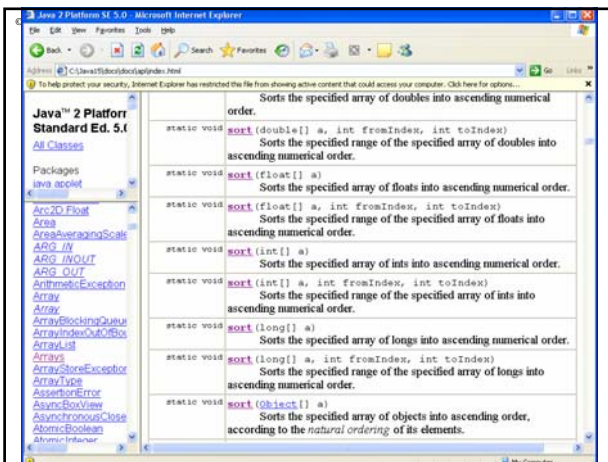 ©
Java 2 Platform SE 5.0 - Microsoft Internet Explorer
File Edit View Favorites Tools Help
Back Search Favorites
Address C:\Java15\docs\docs\api\index.html Go Links »
To help protect your security, Internet Explorer has restricted this file from showing active content that could access your computer. Click here for options... X
Java™ 2 Platform
Standard Ed. 5.0
All Classes
Packages
java.applet
Arc2D.Float
Area
AreaAveragingScale
ARG_IN
ARG_INOUT
ARG_OUT
ArithmeticException
Array
Array
ArrayBlockingQueue
ArrayIndexOutOfBou
ArrayList
Arrays
ArrayStoreException
ArrayType
AssertionError
AsyncBoxView
AsynchronousClose
AtomicBoolean
AtomicInteger
Sorts the specified array of doubles into ascending numerical
order.
static void sort(double[] a, int fromIndex, int toIndex)
Sorts the specified range of the specified array of doubles into
ascending numerical order.
static void sort(float[] a)
Sorts the specified array of floats into ascending numerical order.
static void sort(float[] a, int fromIndex, int toIndex)
Sorts the specified range of the specified array of floats into
ascending numerical order.
static void sort(int[] a)
Sorts the specified array of ints into ascending numerical order.
static void sort(int[] a, int fromIndex, int toIndex)
Sorts the specified range of the specified array of ints into
ascending numerical order.
static void sort(long[] a)
Sorts the specified array of longs into ascending numerical order.
static void sort(long[] a, int fromIndex, int toIndex)
Sorts the specified range of the specified array of longs into
ascending numerical order.
static void sort(Object[] a)
Sorts the specified array of objects into ascending order,
according to the natural ordering of its elements.
My Computer